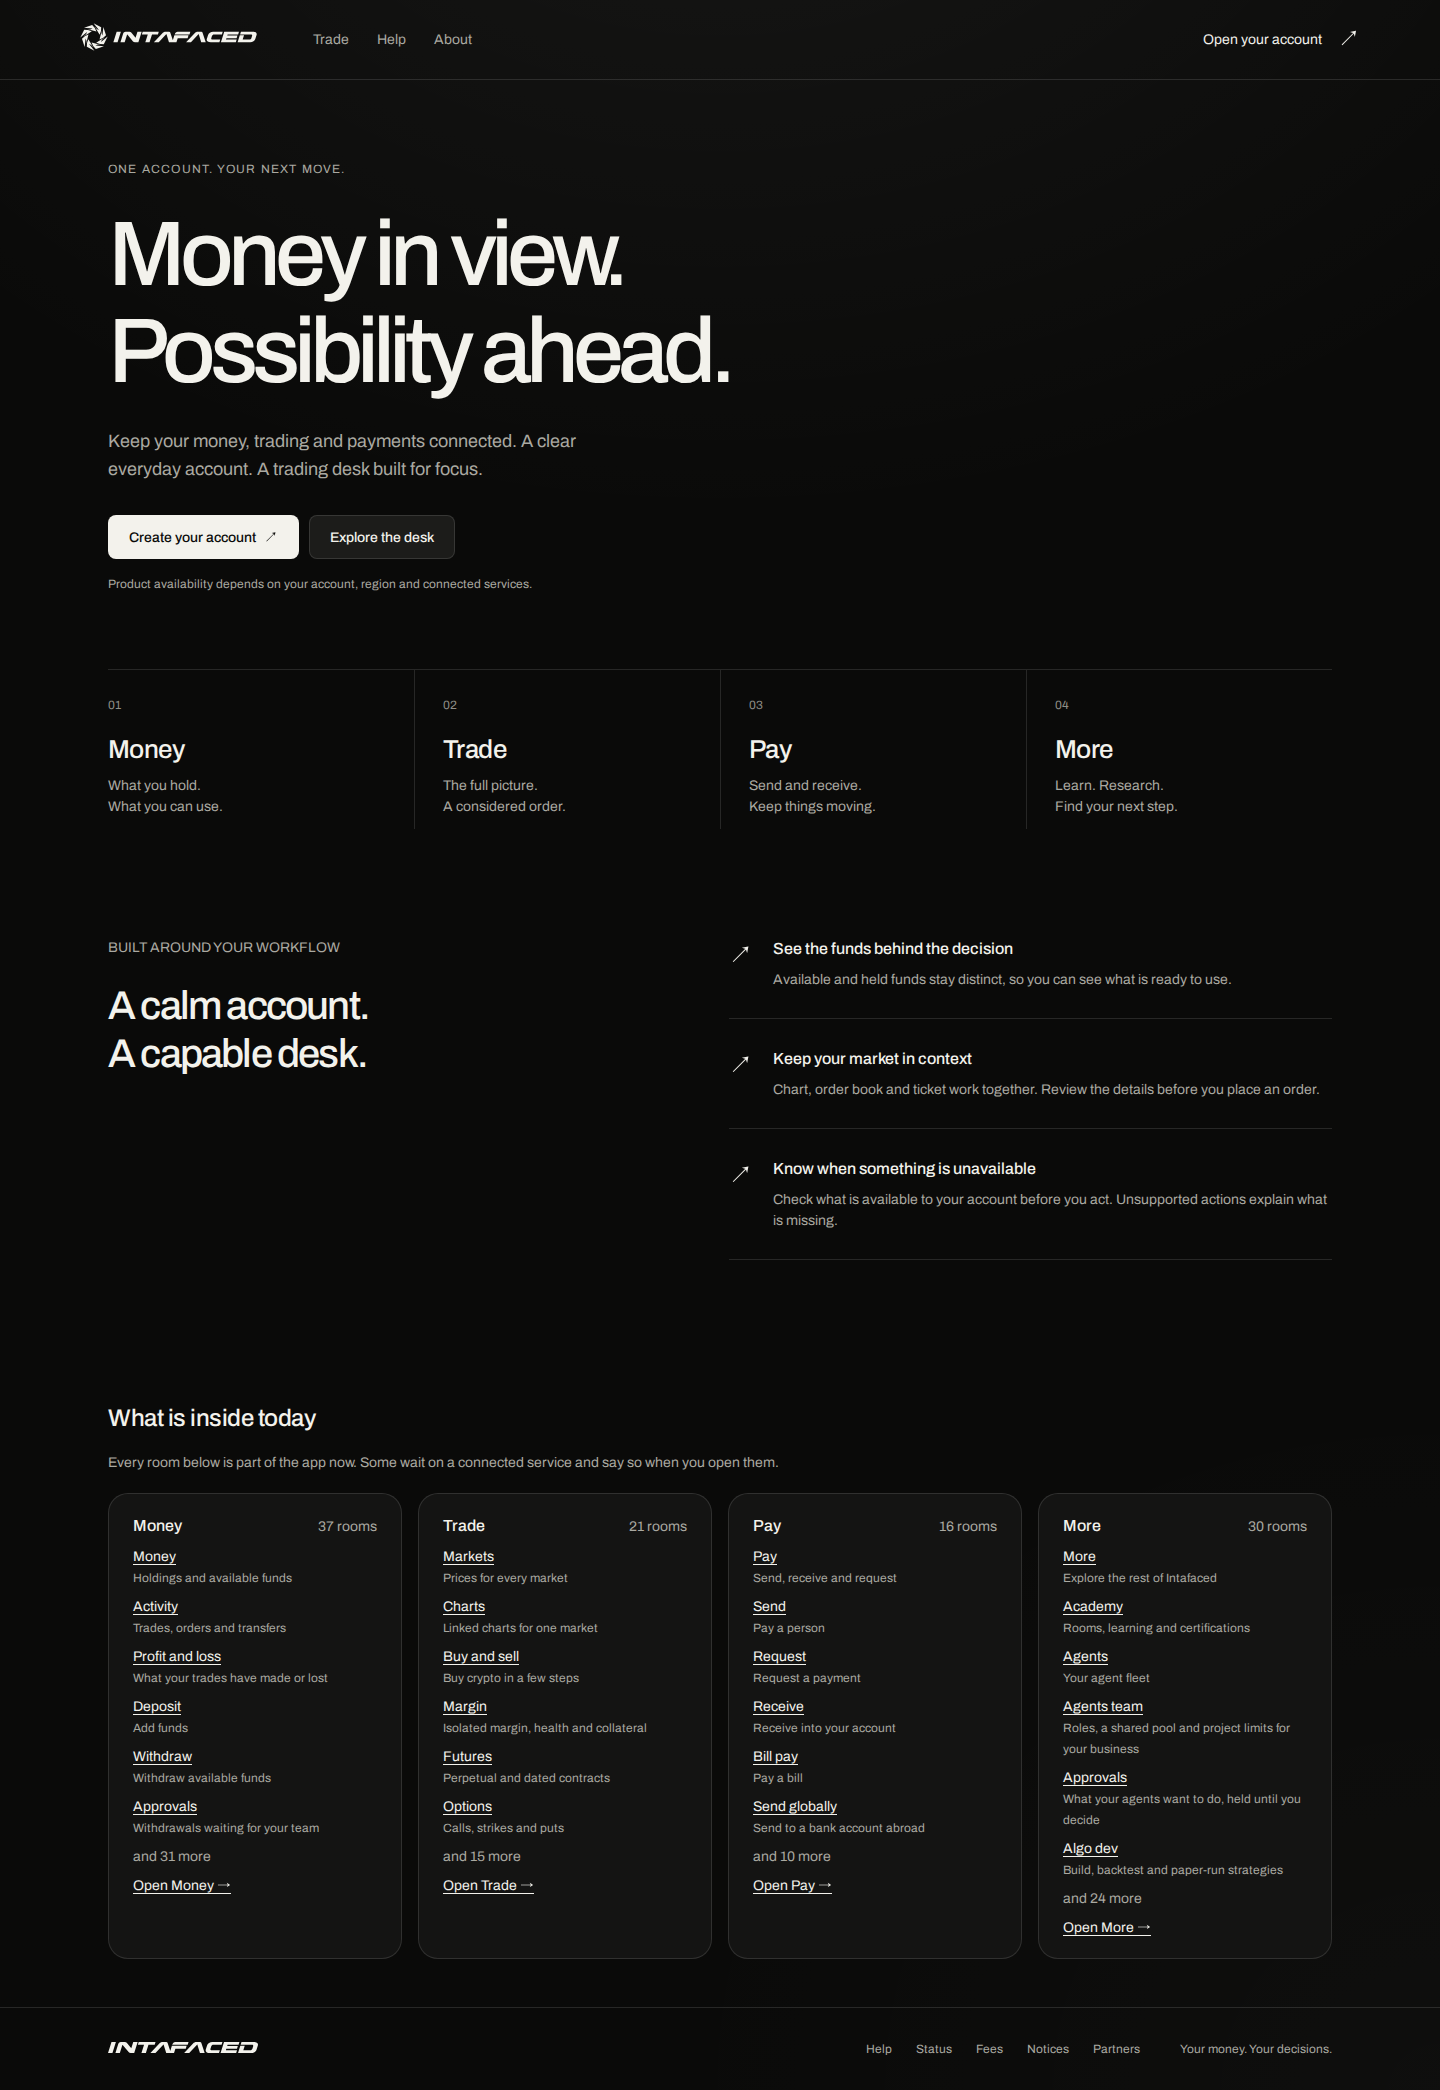 INTAFACED
Trade
Help
About
Open your account
ONE ACCOUNT. YOUR NEXT MOVE.
Money in view.
Possibility ahead.
Keep your money, trading and payments connected. A clear
everyday account. A trading desk built for focus.
Create your account ↗
Explore the desk
Product availability depends on your account, region and connected services.
01
Money
What you hold.
What you can use.
02
Trade
The full picture.
A considered order.
03
Pay
Send and receive.
Keep things moving.
04
More
Learn. Research.
Find your next step.
BUILT AROUND YOUR WORKFLOW
A calm account.
A capable desk.
See the funds behind the decision
Available and held funds stay distinct, so you can see what is ready to use.
Keep your market in context
Chart, order book and ticket work together. Review the details before you place an order.
Know when something is unavailable
Check what is available to your account before you act. Unsupported actions explain what
is missing.
What is inside today
Every room below is part of the app now. Some wait on a connected service and say so when you open them.
Money
37 rooms
Money
Holdings and available funds
Activity
Trades, orders and transfers
Profit and loss
What your trades have made or lost
Deposit
Add funds
Withdraw
Withdraw available funds
Approvals
Withdrawals waiting for your team
and 31 more
Open Money →
Trade
21 rooms
Markets
Prices for every market
Charts
Linked charts for one market
Buy and sell
Buy crypto in a few steps
Margin
Isolated margin, health and collateral
Futures
Perpetual and dated contracts
Options
Calls, strikes and puts
and 15 more
Open Trade →
Pay
16 rooms
Pay
Send, receive and request
Send
Pay a person
Request
Request a payment
Receive
Receive into your account
Bill pay
Pay a bill
Send globally
Send to a bank account abroad
and 10 more
Open Pay →
More
30 rooms
More
Explore the rest of Intafaced
Academy
Rooms, learning and certifications
Agents
Your agent fleet
Agents team
Roles, a shared pool and project limits for
your business
Approvals
What your agents want to do, held until you
decide
Algo dev
Build, backtest and paper-run strategies
and 24 more
Open More →
INTAFACED
Help
Status
Fees
Notices
Partners
Your money. Your decisions.